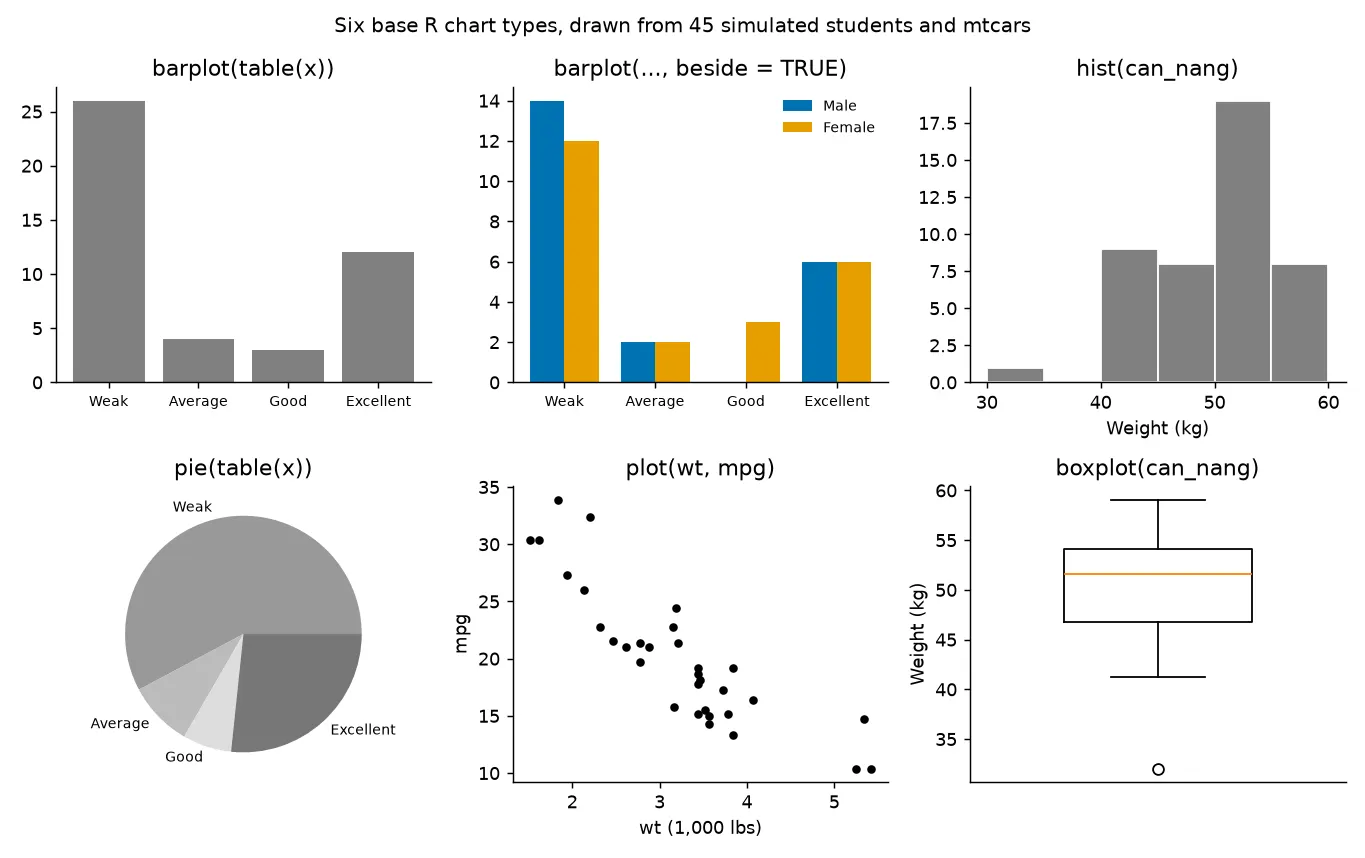 Six base R chart types, drawn from 45 simulated students and mtcars
barplot(table(x))
25
20
15
10
5
0
Weak Average Good Excellent
barplot(..., beside = TRUE)
14
12
10
8
6
4
2
0
Male
Female
Weak Average Good Excellent
hist(can_nang)
17.5
15.0
12.5
10.0
7.5
5.0
2.5
0.0
30 40 50 60
Weight (kg)
pie(table(x))
Weak
Average
Good
Excellent
plot(wt, mpg)
35
30
25
20
15
10
mpg
2 3 4 5
wt (1,000 lbs)
boxplot(can_nang)
60
55
50
45
40
35
Weight (kg)